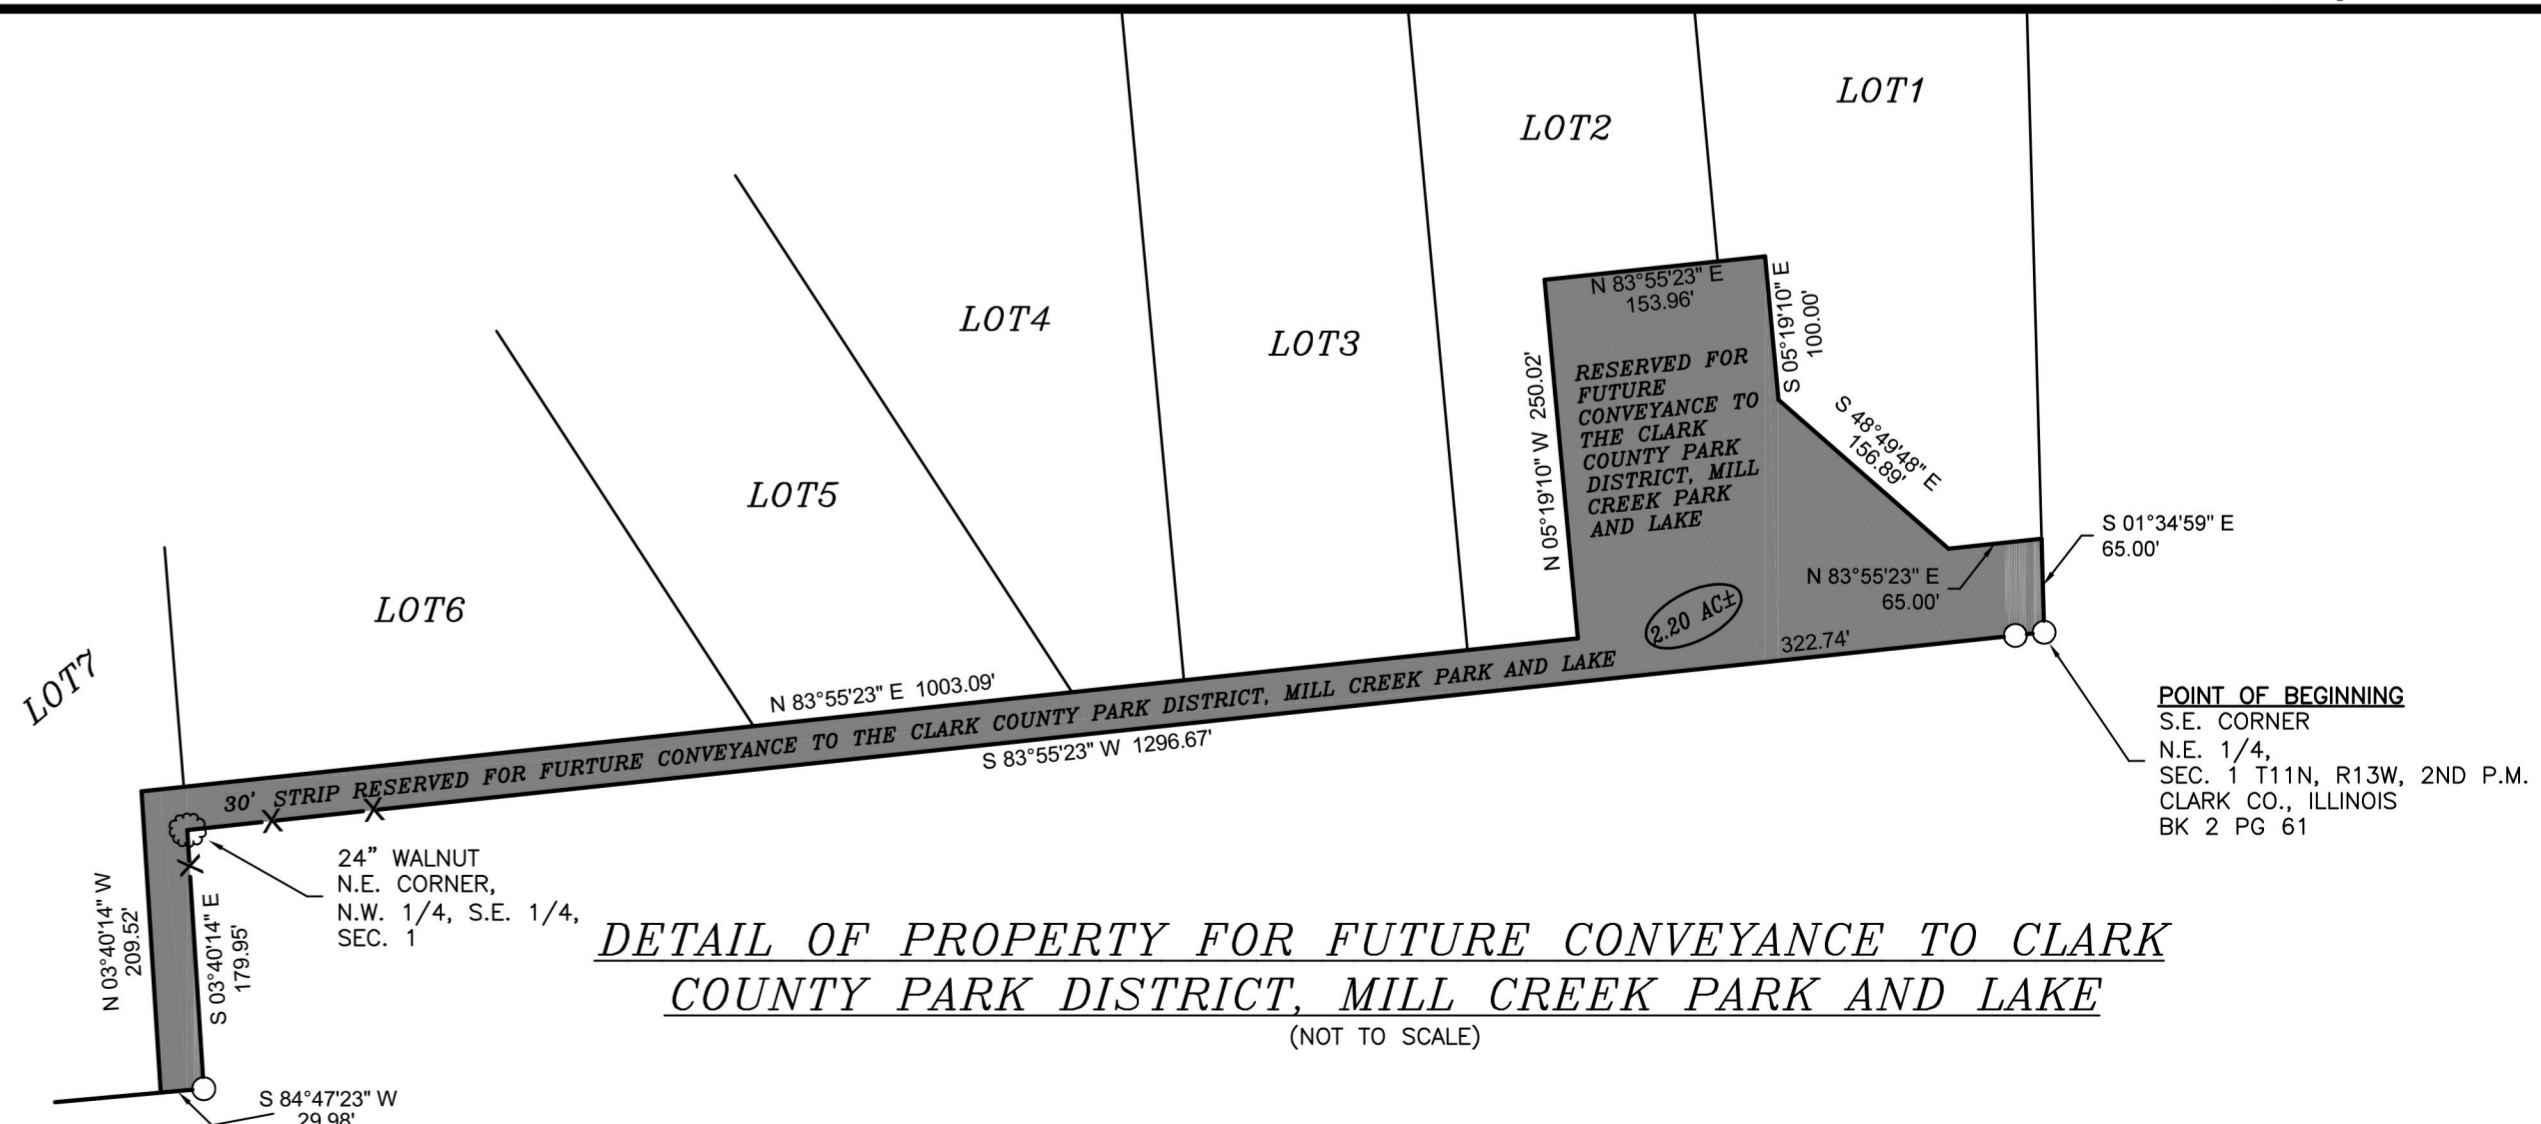 LOT1
LOT2
LOT3
LOT4
LOT5
LOT6
LOT7
N 83°55'23" E
153.96'
S 05°19'10" E
100.00'
N 05°19'10" W 250.02'
RESERVED FOR
FUTURE
CONVEYANCE TO
THE CLARK
COUNTY PARK
DISTRICT, MILL
CREEK PARK
AND LAKE
S 48°49'48" E
156.89'
S 01°34'59" E
65.00'
N 83°55'23" E
65.00'
2.20 AC±
322.74'
N 83°55'23" E 1003.09'
30' STRIP RESERVED FOR FURTURE CONVEYANCE TO THE CLARK COUNTY PARK DISTRICT, MILL CREEK PARK AND LAKE
S 83°55'23" W 1296.67'
POINT OF BEGINNING
S.E. CORNER
N.E. 1/4,
SEC. 1 T11N, R13W, 2ND P.M.
CLARK CO., ILLINOIS
BK 2 PG 61
24" WALNUT
N.E. CORNER,
N.W. 1/4, S.E. 1/4,
SEC. 1
N 03°40'14" W
209.52'
S 03°40'14" E
179.95'
DETAIL OF PROPERTY FOR FUTURE CONVEYANCE TO CLARK
COUNTY PARK DISTRICT, MILL CREEK PARK AND LAKE
(NOT TO SCALE)
S 84°47'23" W
29.98'